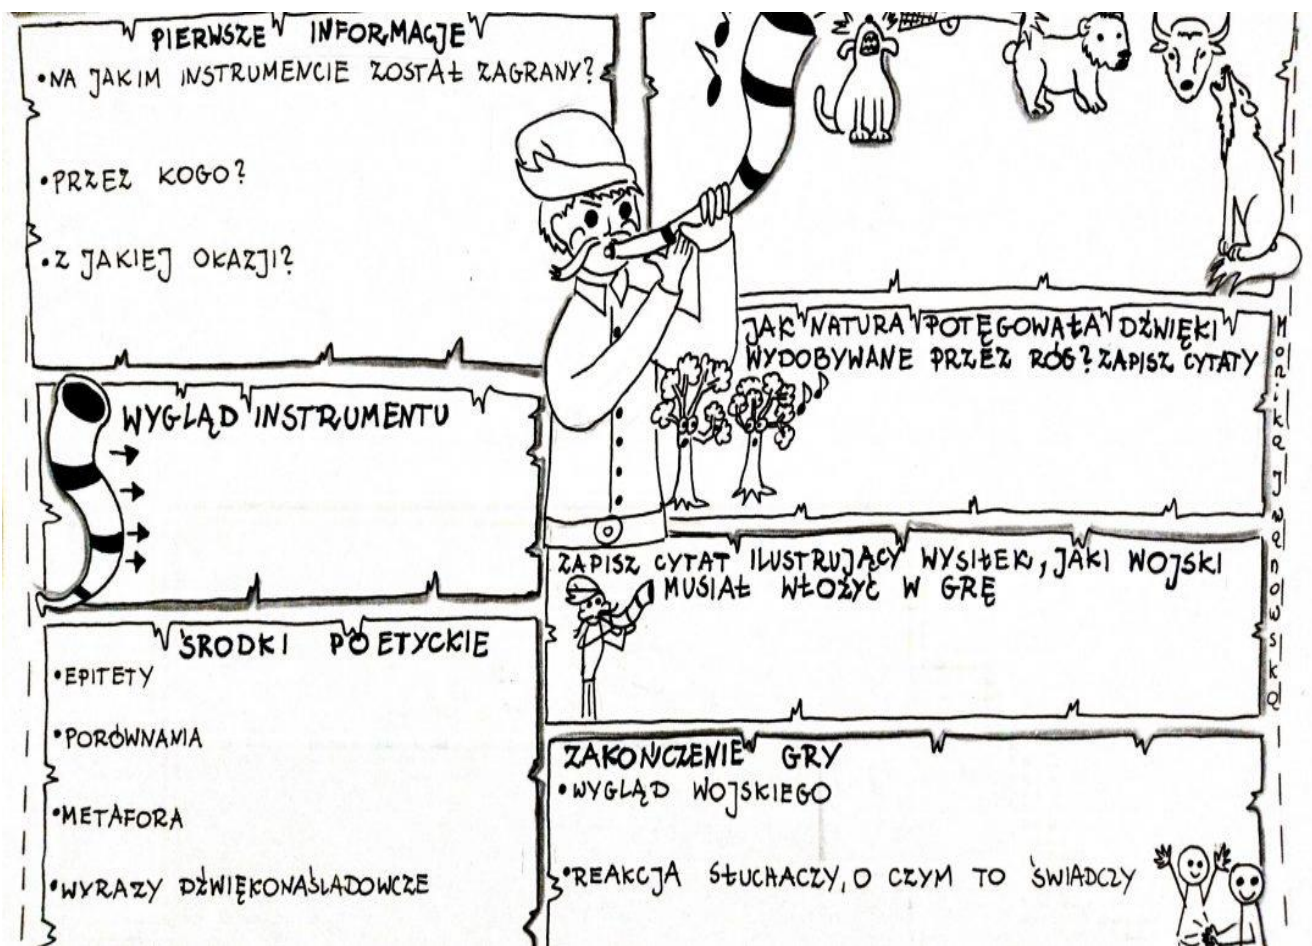 PIERWSZE INFORMACJE
•NA JAKIM INSTRUMENCIE ZOSTAŁ ZAGRANY?
•PRZEZ KOGO?
•Z JAKIEJ OKAZJI?
WYGLĄD INSTRUMENTU
ŚRODKI POETYCKIE
•EPITETY
•PORÓWNANIA
•METAFORA
•WYRAZY DŹWIĘKONAŚLADOWCZE
JAK NATURA POTĘGOWAŁA DŹWIĘKI
WYDOBYWANE PRZEZ RÓG? ZAPISZ CYTATY
ZAPISZ CYTAT ILUSTRUJĄCY WYSIŁEK, JAKI WOJSKI
MUSIAŁ WŁOŻYĆ W GRĘ
ZAKOŃCZENIE GRY
•WYGLĄD WOJSKIEGO
•REAKCJA SŁUCHACZY, O CZYM TO ŚWIADCZY
Monika Iwanowska